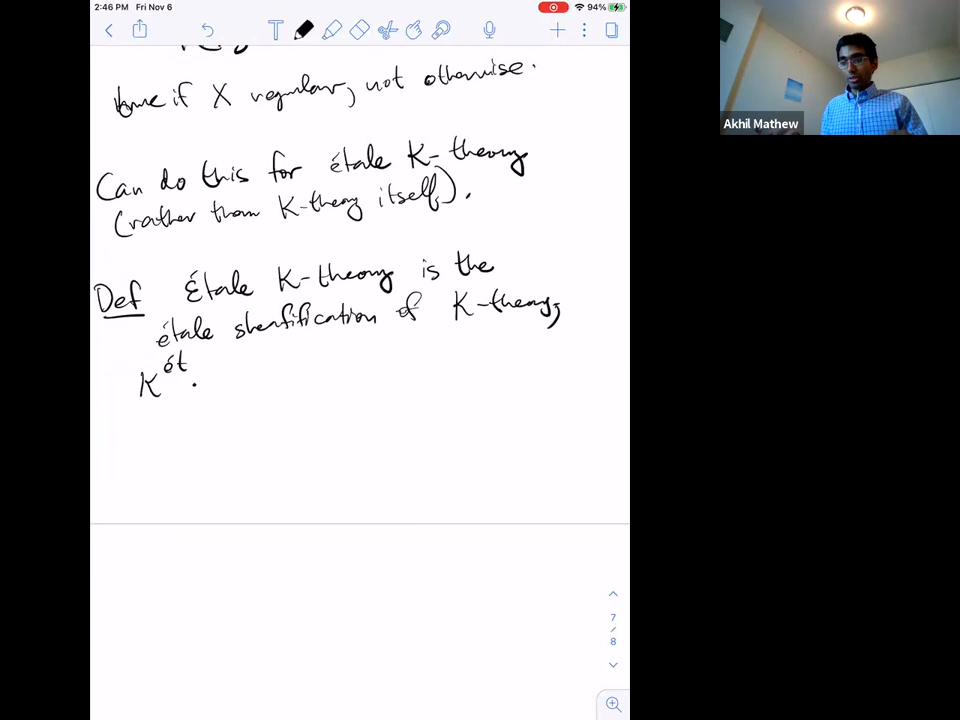 2:46 PM Fri Nov 6
94%
true if X regular, not otherwise.
Can do this for étale K-theory
(rather than K-theory itself).
Def Étale K-theory is the
étale sheafification of K-theory,
K^ét.
7
/
8
Akhil Mathew